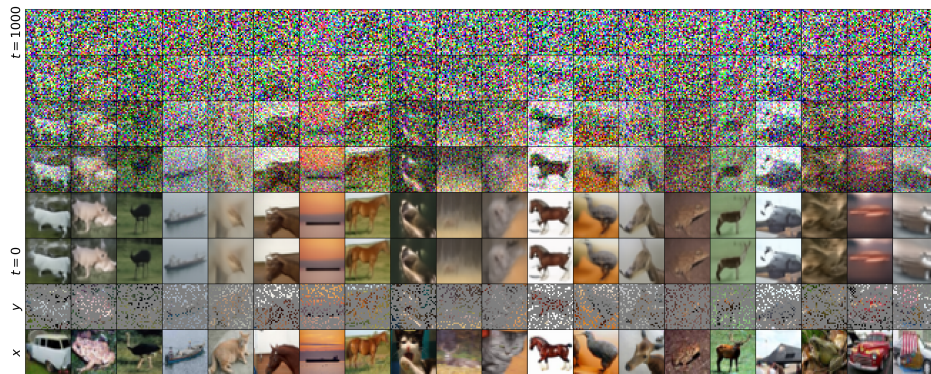 t = 1000
t = 0
y
x